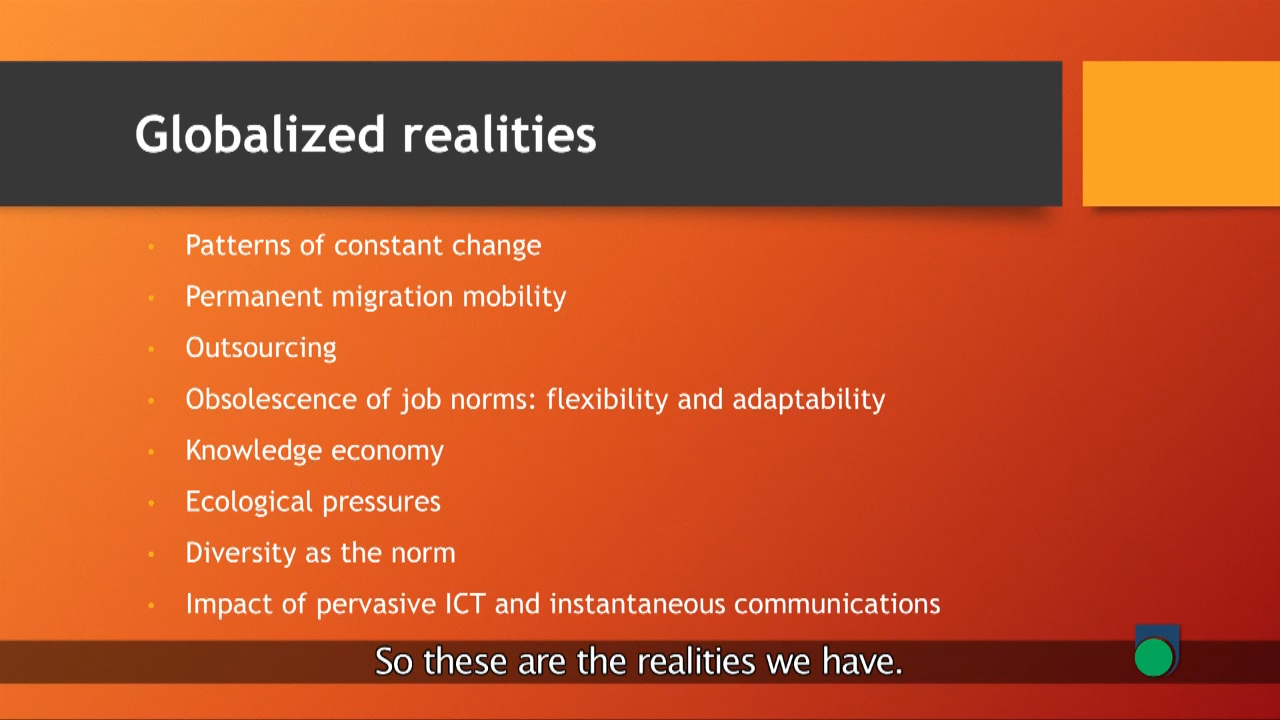 Globalized realities
Patterns of constant change
Permanent migration mobility
Outsourcing
Obsolescence of job norms: flexibility and adaptability
Knowledge economy
Ecological pressures
Diversity as the norm
Impact of pervasive ICT and instantaneous communications
So these are the realities we have.